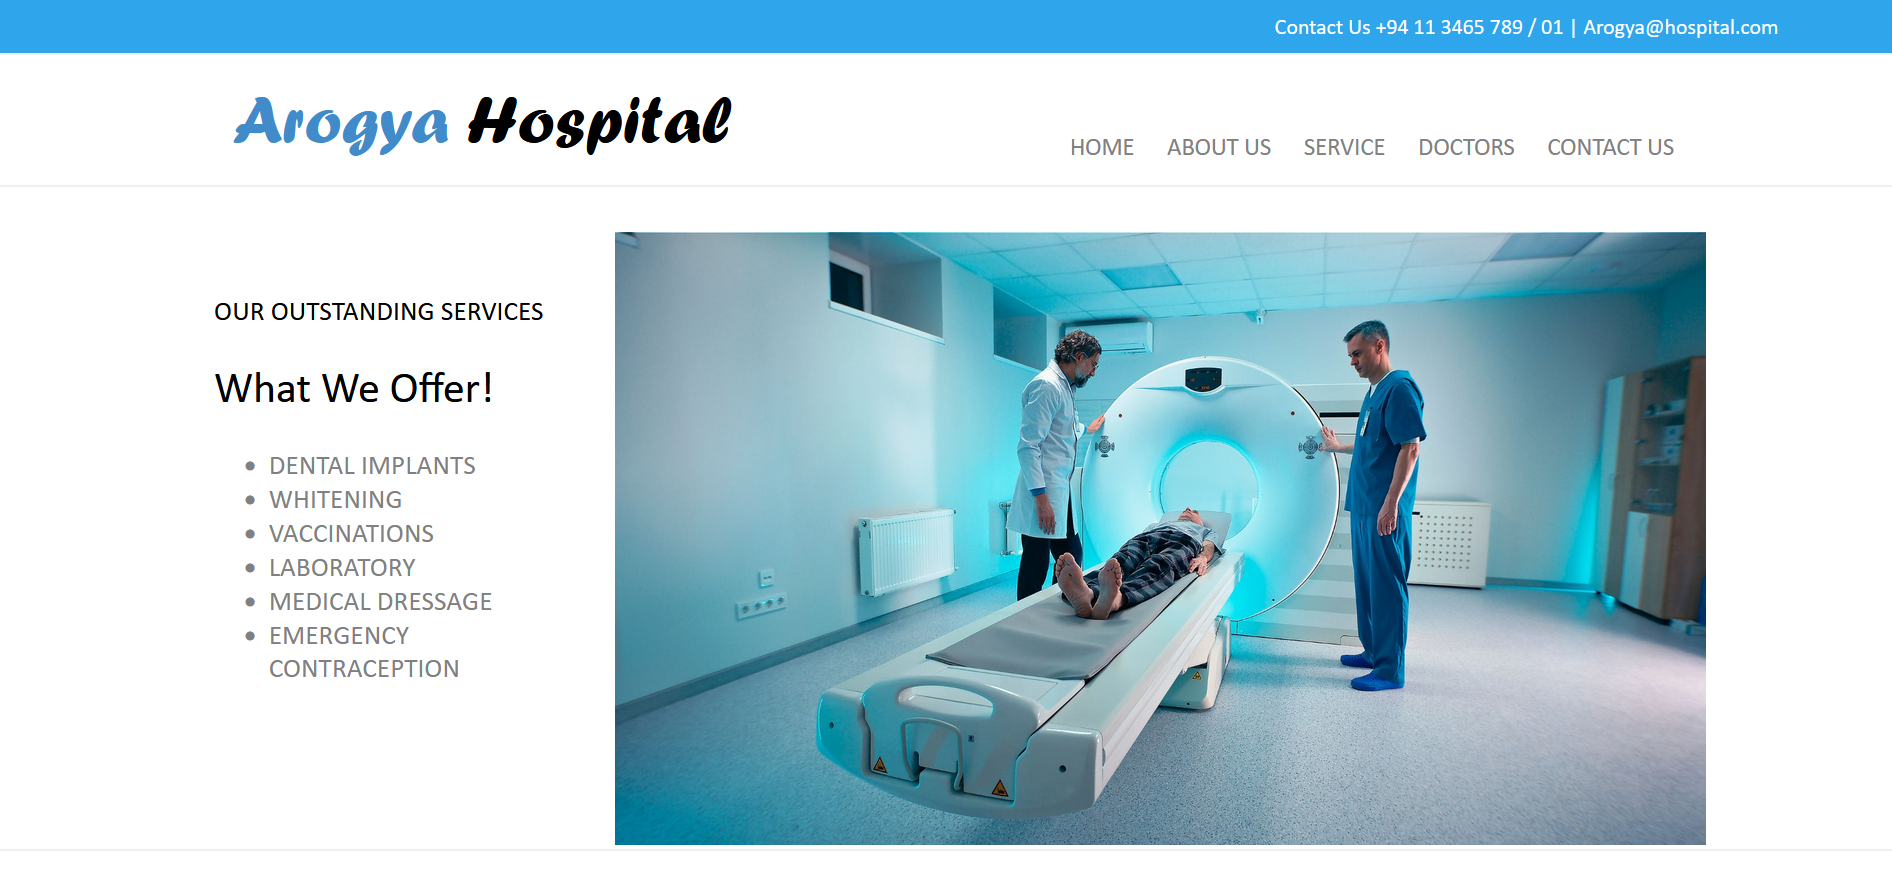 Contact Us +94 11 3465 789 / 01 | Arogya@hospital.com
Arogya Hospital
HOME ABOUT US SERVICE DOCTORS CONTACT US
OUR OUTSTANDING SERVICES
What We Offer!
DENTAL IMPLANTS
WHITENING
VACCINATIONS
LABORATORY
MEDICAL DRESSAGE
EMERGENCY
CONTRACEPTION